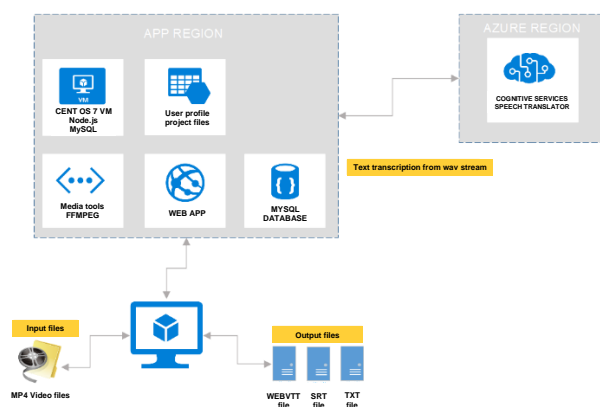 APP REGION
AZURE REGION
VM
CENT OS 7 VM
Node.js
MySQL
User profile
project files
COGNITIVE SERVICES
SPEECH TRANSLATOR
Text transcription from wav stream
Media tools
FFMPEG
WEB APP
MYSQL
DATABASE
Input files
Output files
MP4 Video files
WEBVTT
file
SRT
file
TXT
file